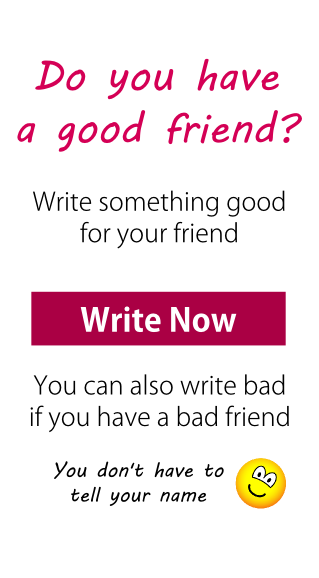 Do you have
a good friend?
Write something good
for your friend
Write Now
You can also write bad
if you have a bad friend
You don't have to
tell your name